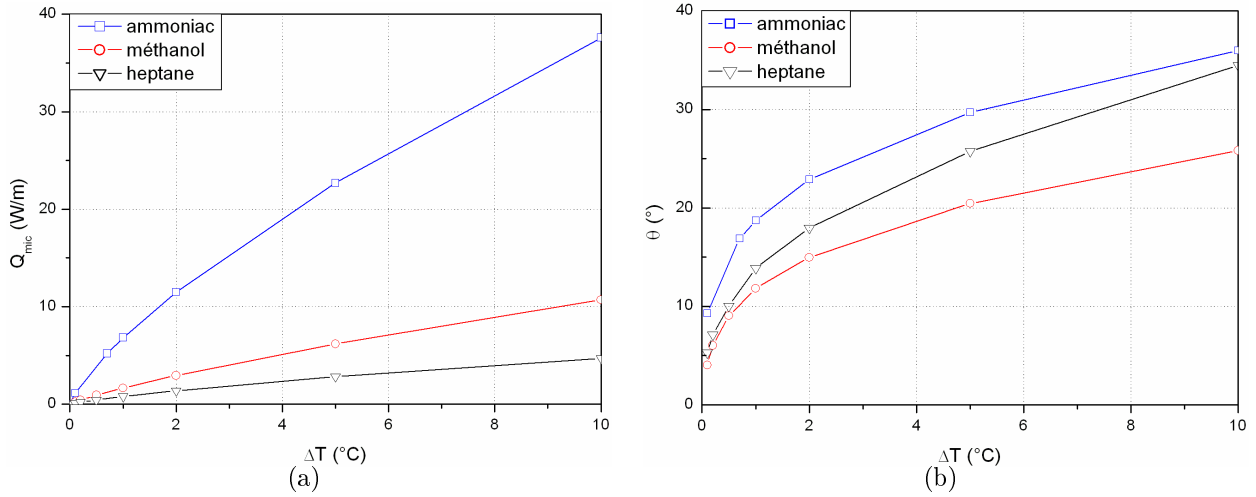 40
30
20
10
0
Q_mic (W/m)
ammoniac
méthanol
heptane
0 2 4 6 8 10
ΔT (°C)
(a)
40
30
20
10
0
θ (°)
ammoniac
méthanol
heptane
0 2 4 6 8 10
ΔT (°C)
(b)